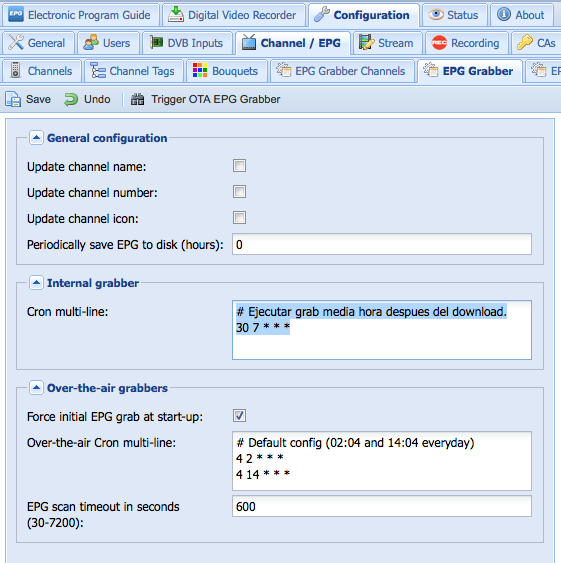 EPG Electronic Program Guide Digital Video Recorder Configuration Status About
General Users DVB Inputs Channel / EPG Stream REC Recording CAs
Channels Channel Tags Bouquets EPG Grabber Channels EPG Grabber EP
Save Undo Trigger OTA EPG Grabber
General configuration
Update channel name:
Update channel number:
Update channel icon:
Periodically save EPG to disk (hours): 0
Internal grabber
Cron multi-line: # Ejecutar grab media hora despues del download.
30 7 * * *
Over-the-air grabbers
Force initial EPG grab at start-up:
Over-the-air Cron multi-line: # Default config (02:04 and 14:04 everyday)
4 2 * * *
4 14 * * *
EPG scan timeout in seconds 600
(30-7200):